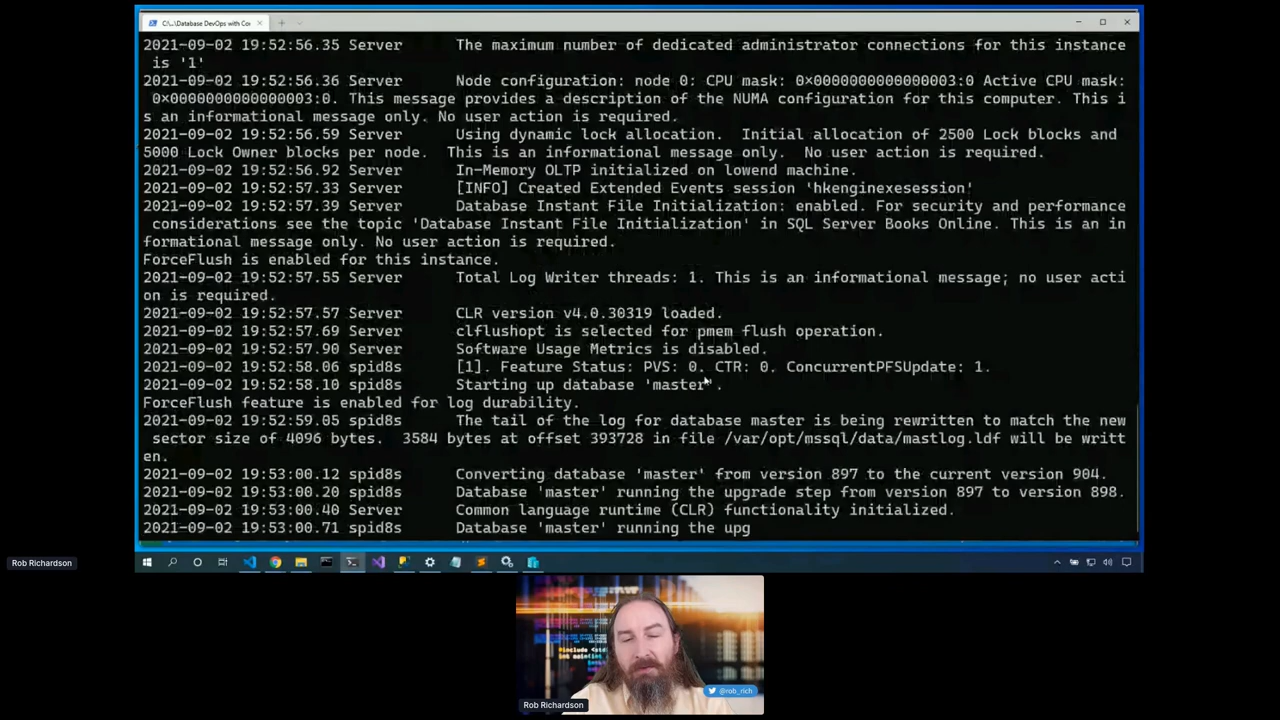 C:\...\Database DevOps with Cor
2021-09-02 19:52:56.35 Server      The maximum number of dedicated administrator connections for this instance
is '1'
2021-09-02 19:52:56.36 Server      Node configuration: node 0: CPU mask: 0x0000000000000003:0 Active CPU mask:
0x0000000000000003:0. This message provides a description of the NUMA configuration for this computer. This i
s an informational message only. No user action is required.
2021-09-02 19:52:56.59 Server      Using dynamic lock allocation.  Initial allocation of 2500 Lock blocks and
5000 Lock Owner blocks per node.  This is an informational message only.  No user action is required.
2021-09-02 19:52:56.92 Server      In-Memory OLTP initialized on lowend machine.
2021-09-02 19:52:57.33 Server      [INFO] Created Extended Events session 'hkenginexesession'
2021-09-02 19:52:57.39 Server      Database Instant File Initialization: enabled. For security and performance
considerations see the topic 'Database Instant File Initialization' in SQL Server Books Online. This is an in
formational message only. No user action is required.
ForceFlush is enabled for this instance.
2021-09-02 19:52:57.55 Server      Total Log Writer threads: 1. This is an informational message; no user acti
on is required.
2021-09-02 19:52:57.57 Server      CLR version v4.0.30319 loaded.
2021-09-02 19:52:57.69 Server      clflushopt is selected for pmem flush operation.
2021-09-02 19:52:57.90 Server      Software Usage Metrics is disabled.
2021-09-02 19:52:58.06 spid8s      [1]. Feature Status: PVS: 0. CTR: 0. ConcurrentPFSUpdate: 1.
2021-09-02 19:52:58.10 spid8s      Starting up database 'master'.
ForceFlush feature is enabled for log durability.
2021-09-02 19:52:59.05 spid8s      The tail of the log for database master is being rewritten to match the new
sector size of 4096 bytes.  3584 bytes at offset 393728 in file /var/opt/mssql/data/mastlog.ldf will be writt
en.
2021-09-02 19:53:00.12 spid8s      Converting database 'master' from version 897 to the current version 904.
2021-09-02 19:53:00.20 spid8s      Database 'master' running the upgrade step from version 897 to version 898.
2021-09-02 19:53:00.40 Server      Common language runtime (CLR) functionality initialized.
2021-09-02 19:53:00.71 spid8s      Database 'master' running the upg
Rob Richardson
#include <std
int main(int
@rob_rich
Rob Richardson